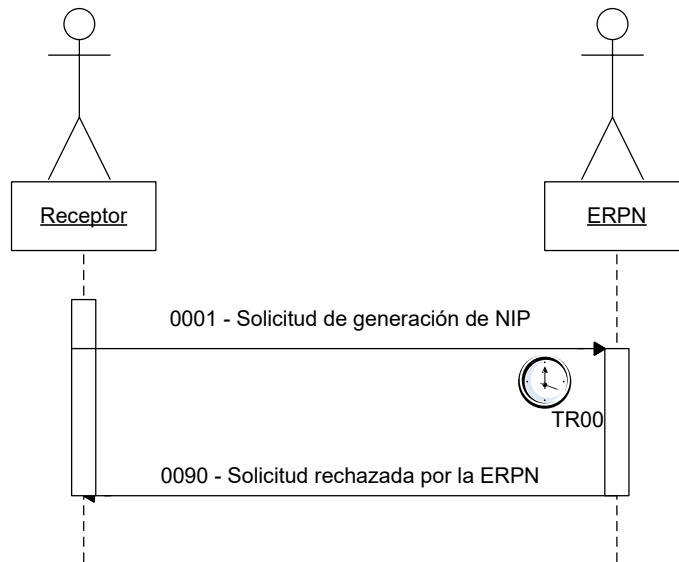 Receptor
ERPN
0001 - Solicitud de generación de NIP
TR00
0090 - Solicitud rechazada por la ERPN